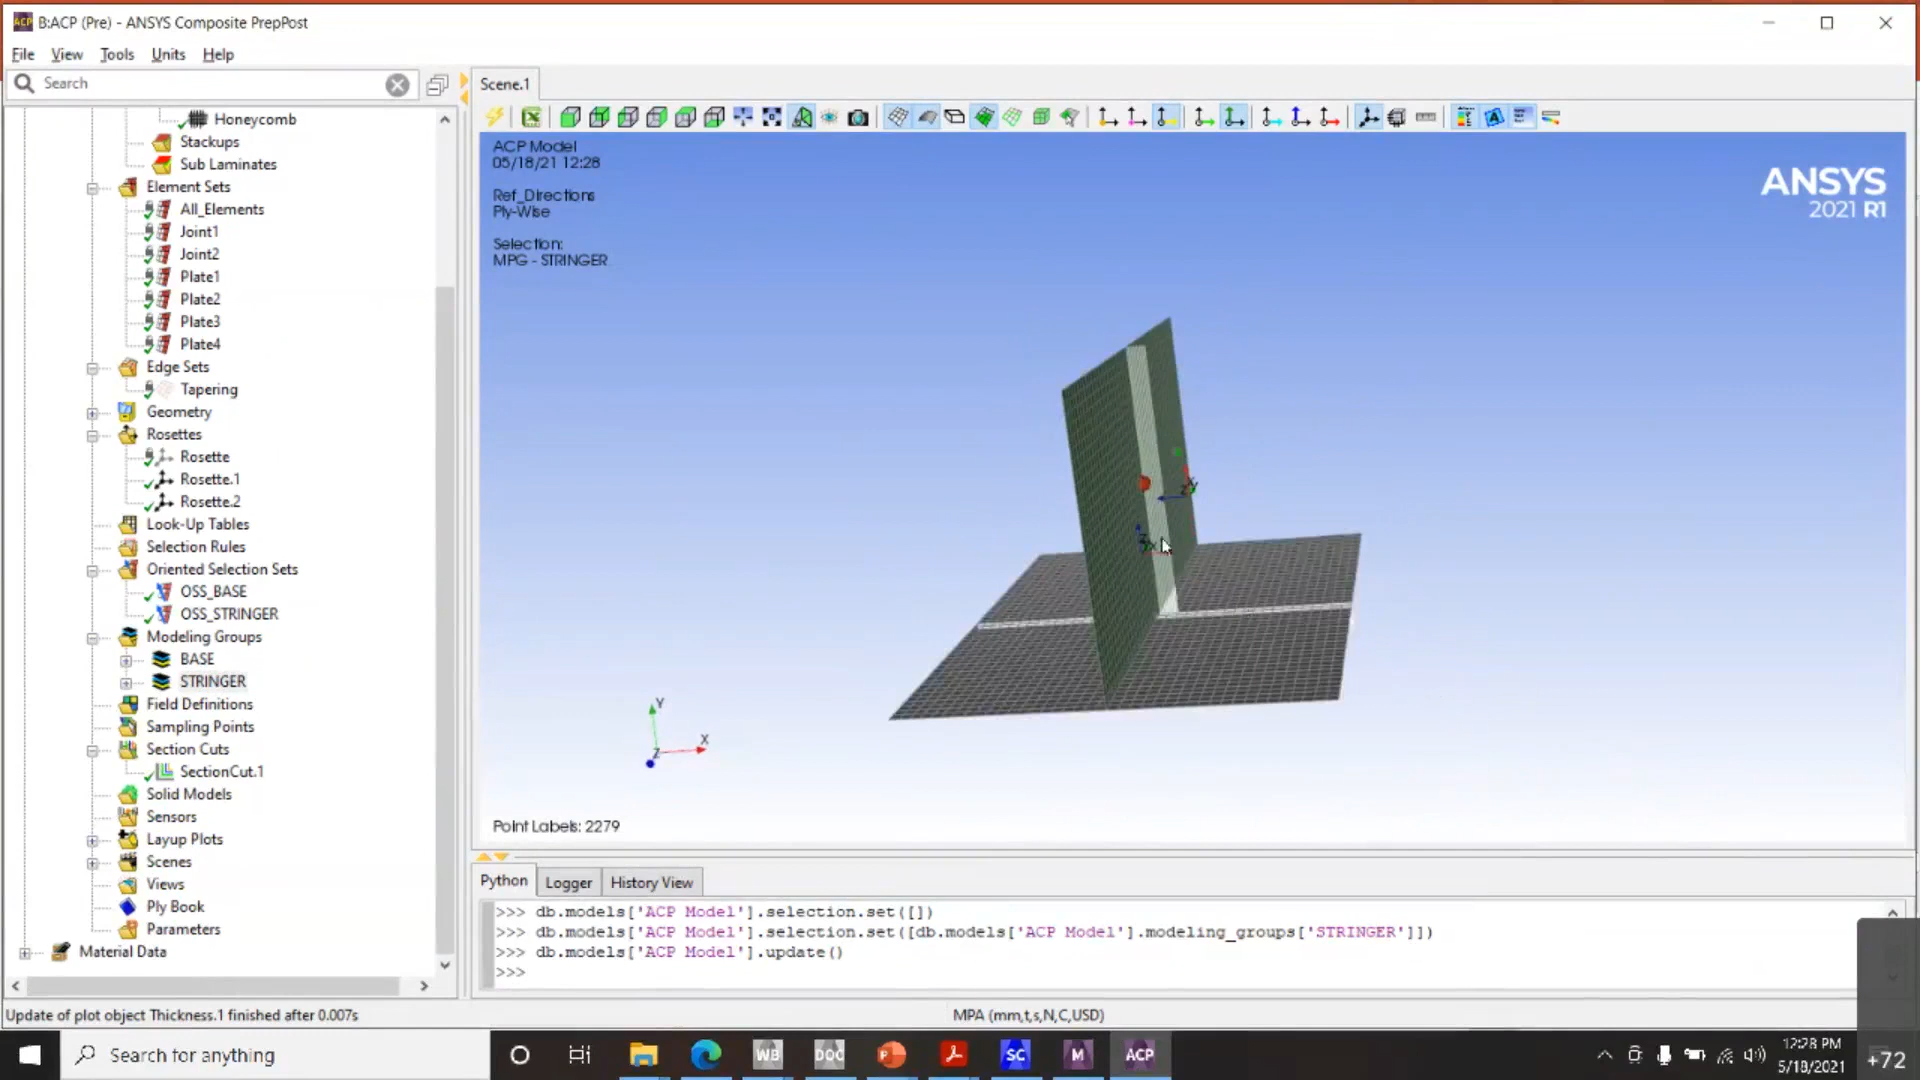 B:ACP (Pre) - ANSYS Composite PrepPost
File View Tools Units Help
Search
Honeycomb
Stackups
Sub Laminates
Element Sets
All_Elements
Joint1
Joint2
Plate1
Plate2
Plate3
Plate4
Edge Sets
Tapering
Geometry
Rosettes
Rosette
Rosette.1
Rosette.2
Look-Up Tables
Selection Rules
Oriented Selection Sets
OSS_BASE
OSS_STRINGER
Modeling Groups
BASE
STRINGER
Field Definitions
Sampling Points
Section Cuts
SectionCut.1
Solid Models
Sensors
Layup Plots
Scenes
Views
Ply Book
Parameters
Material Data
Scene.1
ACP Model
05/18/21 12:28
Ref_Directions
Ply-Wise
Selection:
MPG - STRINGER
ANSYS
2021 R1
Y
X
Z
Point Labels: 2279
Python Logger History View
>>> db.models['ACP Model'].selection.set([])
>>> db.models['ACP Model'].selection.set([db.models['ACP Model'].modeling_groups['STRINGER']])
>>> db.models['ACP Model'].update()
>>>
Update of plot object Thickness.1 finished after 0.007s
MPA (mm,t,s,N,C,USD)
Search for anything
WB
DOC
SC
M
ACP
12:28 PM
5/18/2021
+72